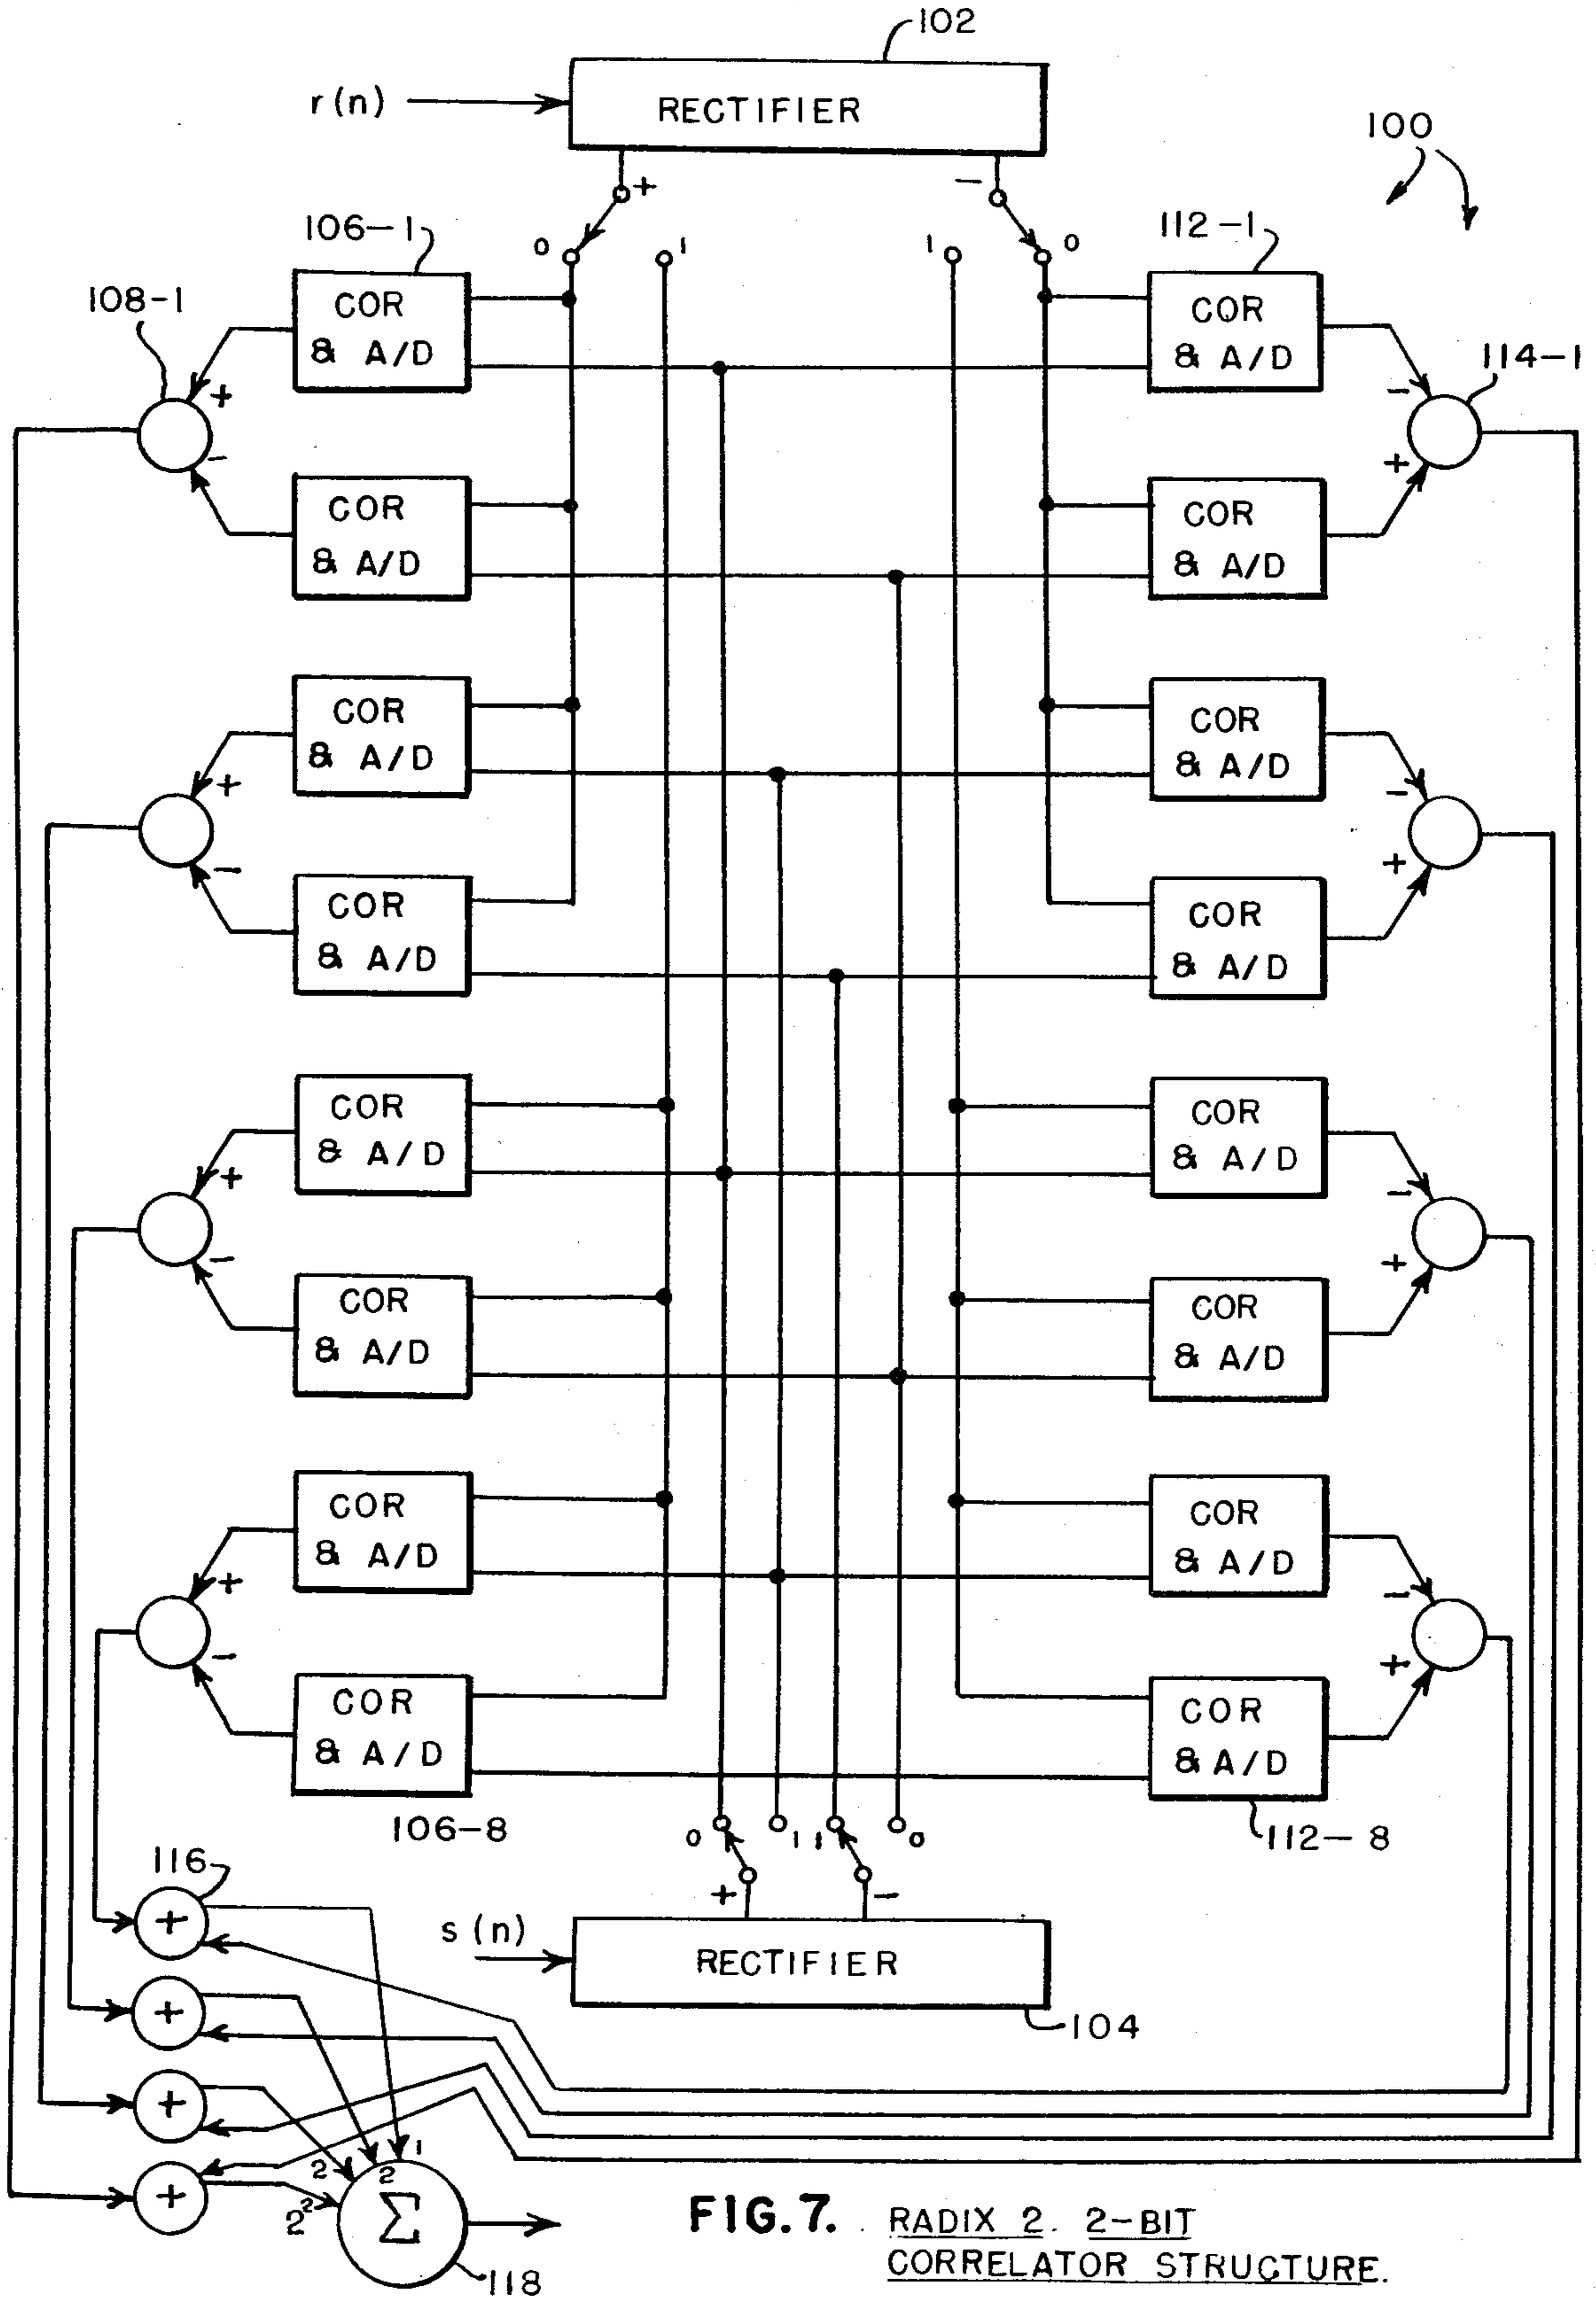 102
r(n)
RECTIFIER
100
+
-
0
1
1
0
106-1
112-1
108-1
COR
& A/D
COR
& A/D
114-1
+
-
-
+
COR
& A/D
COR
& A/D
COR
& A/D
COR
& A/D
+
-
-
+
COR
& A/D
COR
& A/D
COR
& A/D
COR
& A/D
+
-
-
+
COR
& A/D
COR
& A/D
COR
& A/D
COR
& A/D
+
-
-
+
COR
& A/D
COR
& A/D
106-8
0
1
1
0
112-8
116
+
-
+
s(n)
RECTIFIER
+
104
+
1
2
2
+
2²
Σ
118
FIG.7. RADIX 2. 2-BIT
CORRELATOR STRUCTURE.